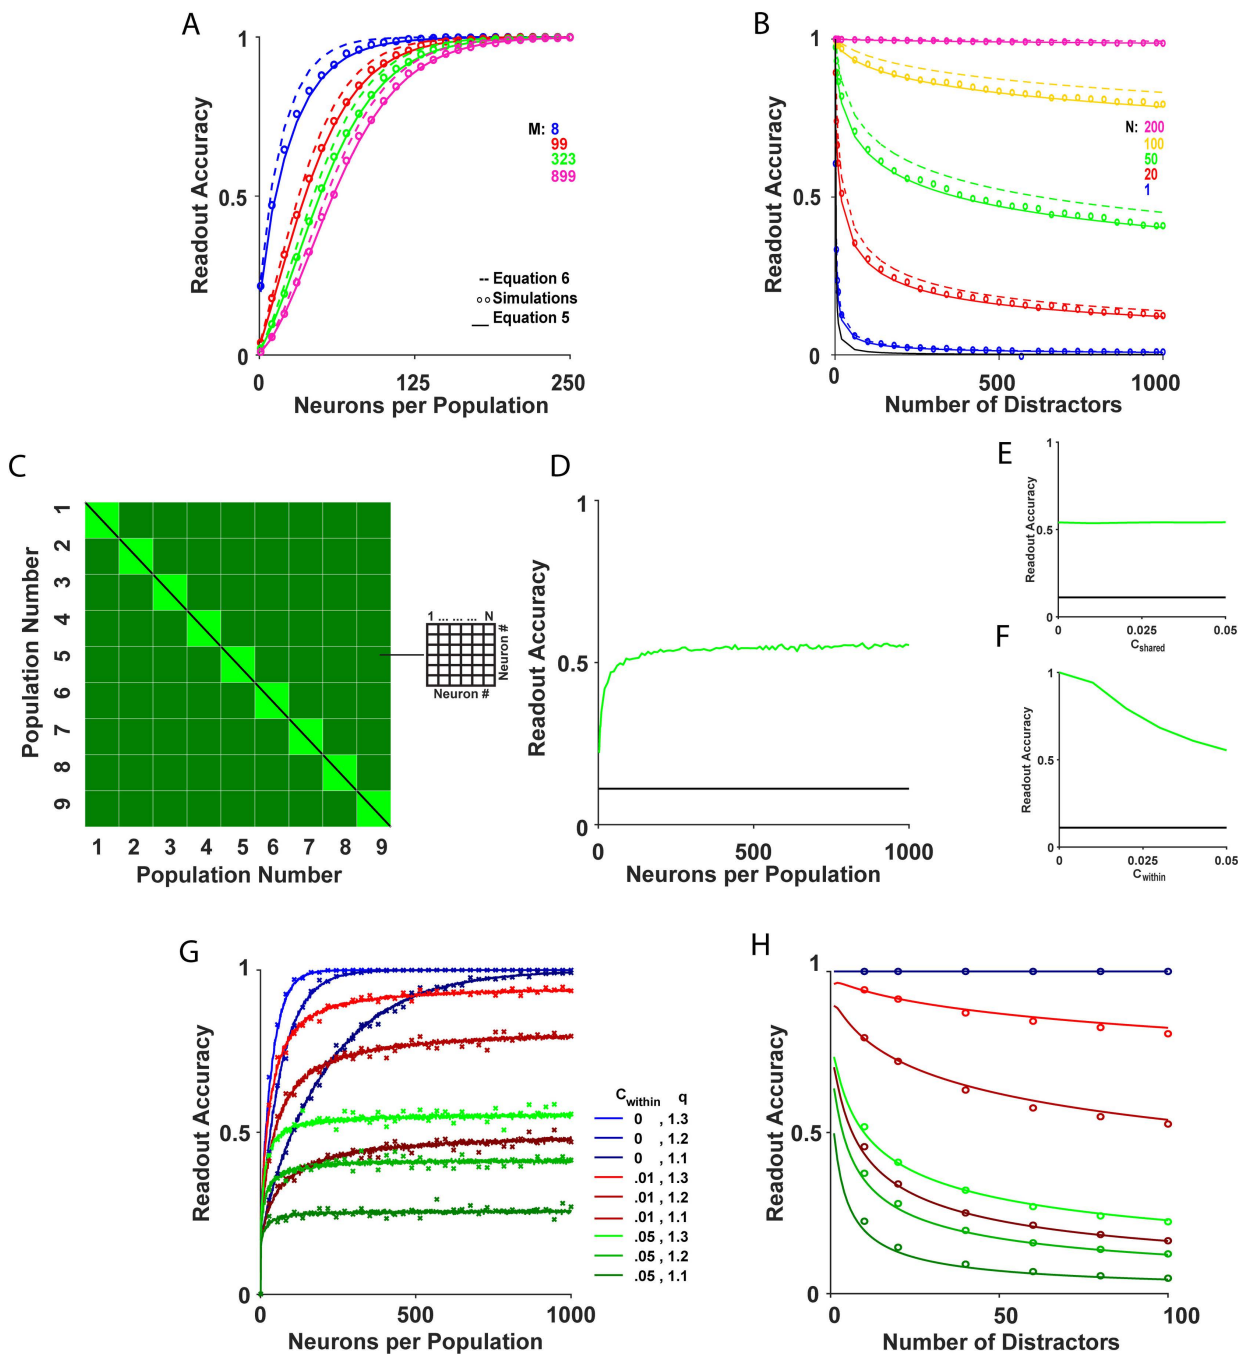 A
1
0.5
0
0
125
250
Readout Accuracy
Neurons per Population
M: 8
99
323
899
-- Equation 6
o o Simulations
__ Equation 5
B
1
0.5
0
0
500
1000
Readout Accuracy
Number of Distractors
N: 200
100
50
20
1
C
Population Number
1
2
3
4
5
6
7
8
9
1 2 3 4 5 6 7 8 9
Population Number
1 ... ... ... N
Neuron #
Neuron #
D
1
0.5
0
0
500
1000
Readout Accuracy
Neurons per Population
E
1
0.5
0
0
0.025
0.05
Readout Accuracy
Cshared
F
1
0.5
0
0
0.025
0.05
Readout Accuracy
Cwithin
G
1
0.5
0
0
500
1000
Readout Accuracy
Neurons per Population
Cwithin q
0 , 1.3
0 , 1.2
0 , 1.1
.01 , 1.3
.01 , 1.2
.01 , 1.1
.05 , 1.3
.05 , 1.2
.05 , 1.1
H
1
0.5
0
0
50
100
Readout Accuracy
Number of Distractors